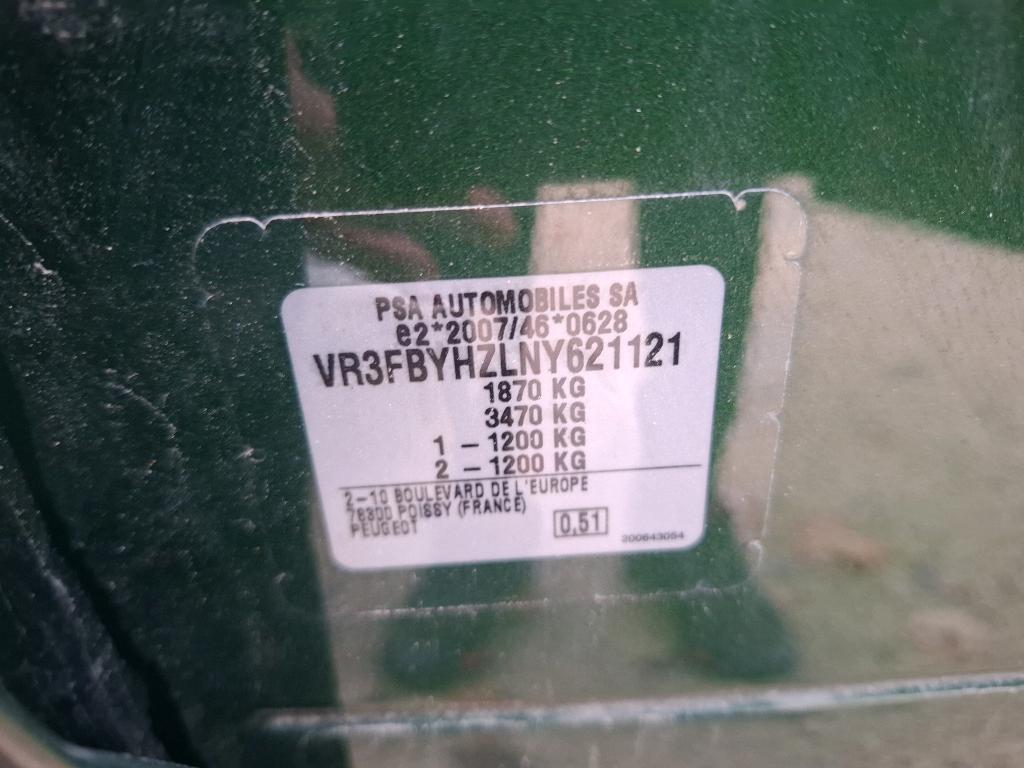 PSA AUTOMOBILES SA
e2*2007/46*0628
VR3FBYHZLNY621121
1870 KG
3470 KG
1 – 1200 KG
2 – 1200 KG
2–10 BOULEVARD DE L'EUROPE
78300 POISSY (FRANCE)
PEUGEOT
0,51
200643054